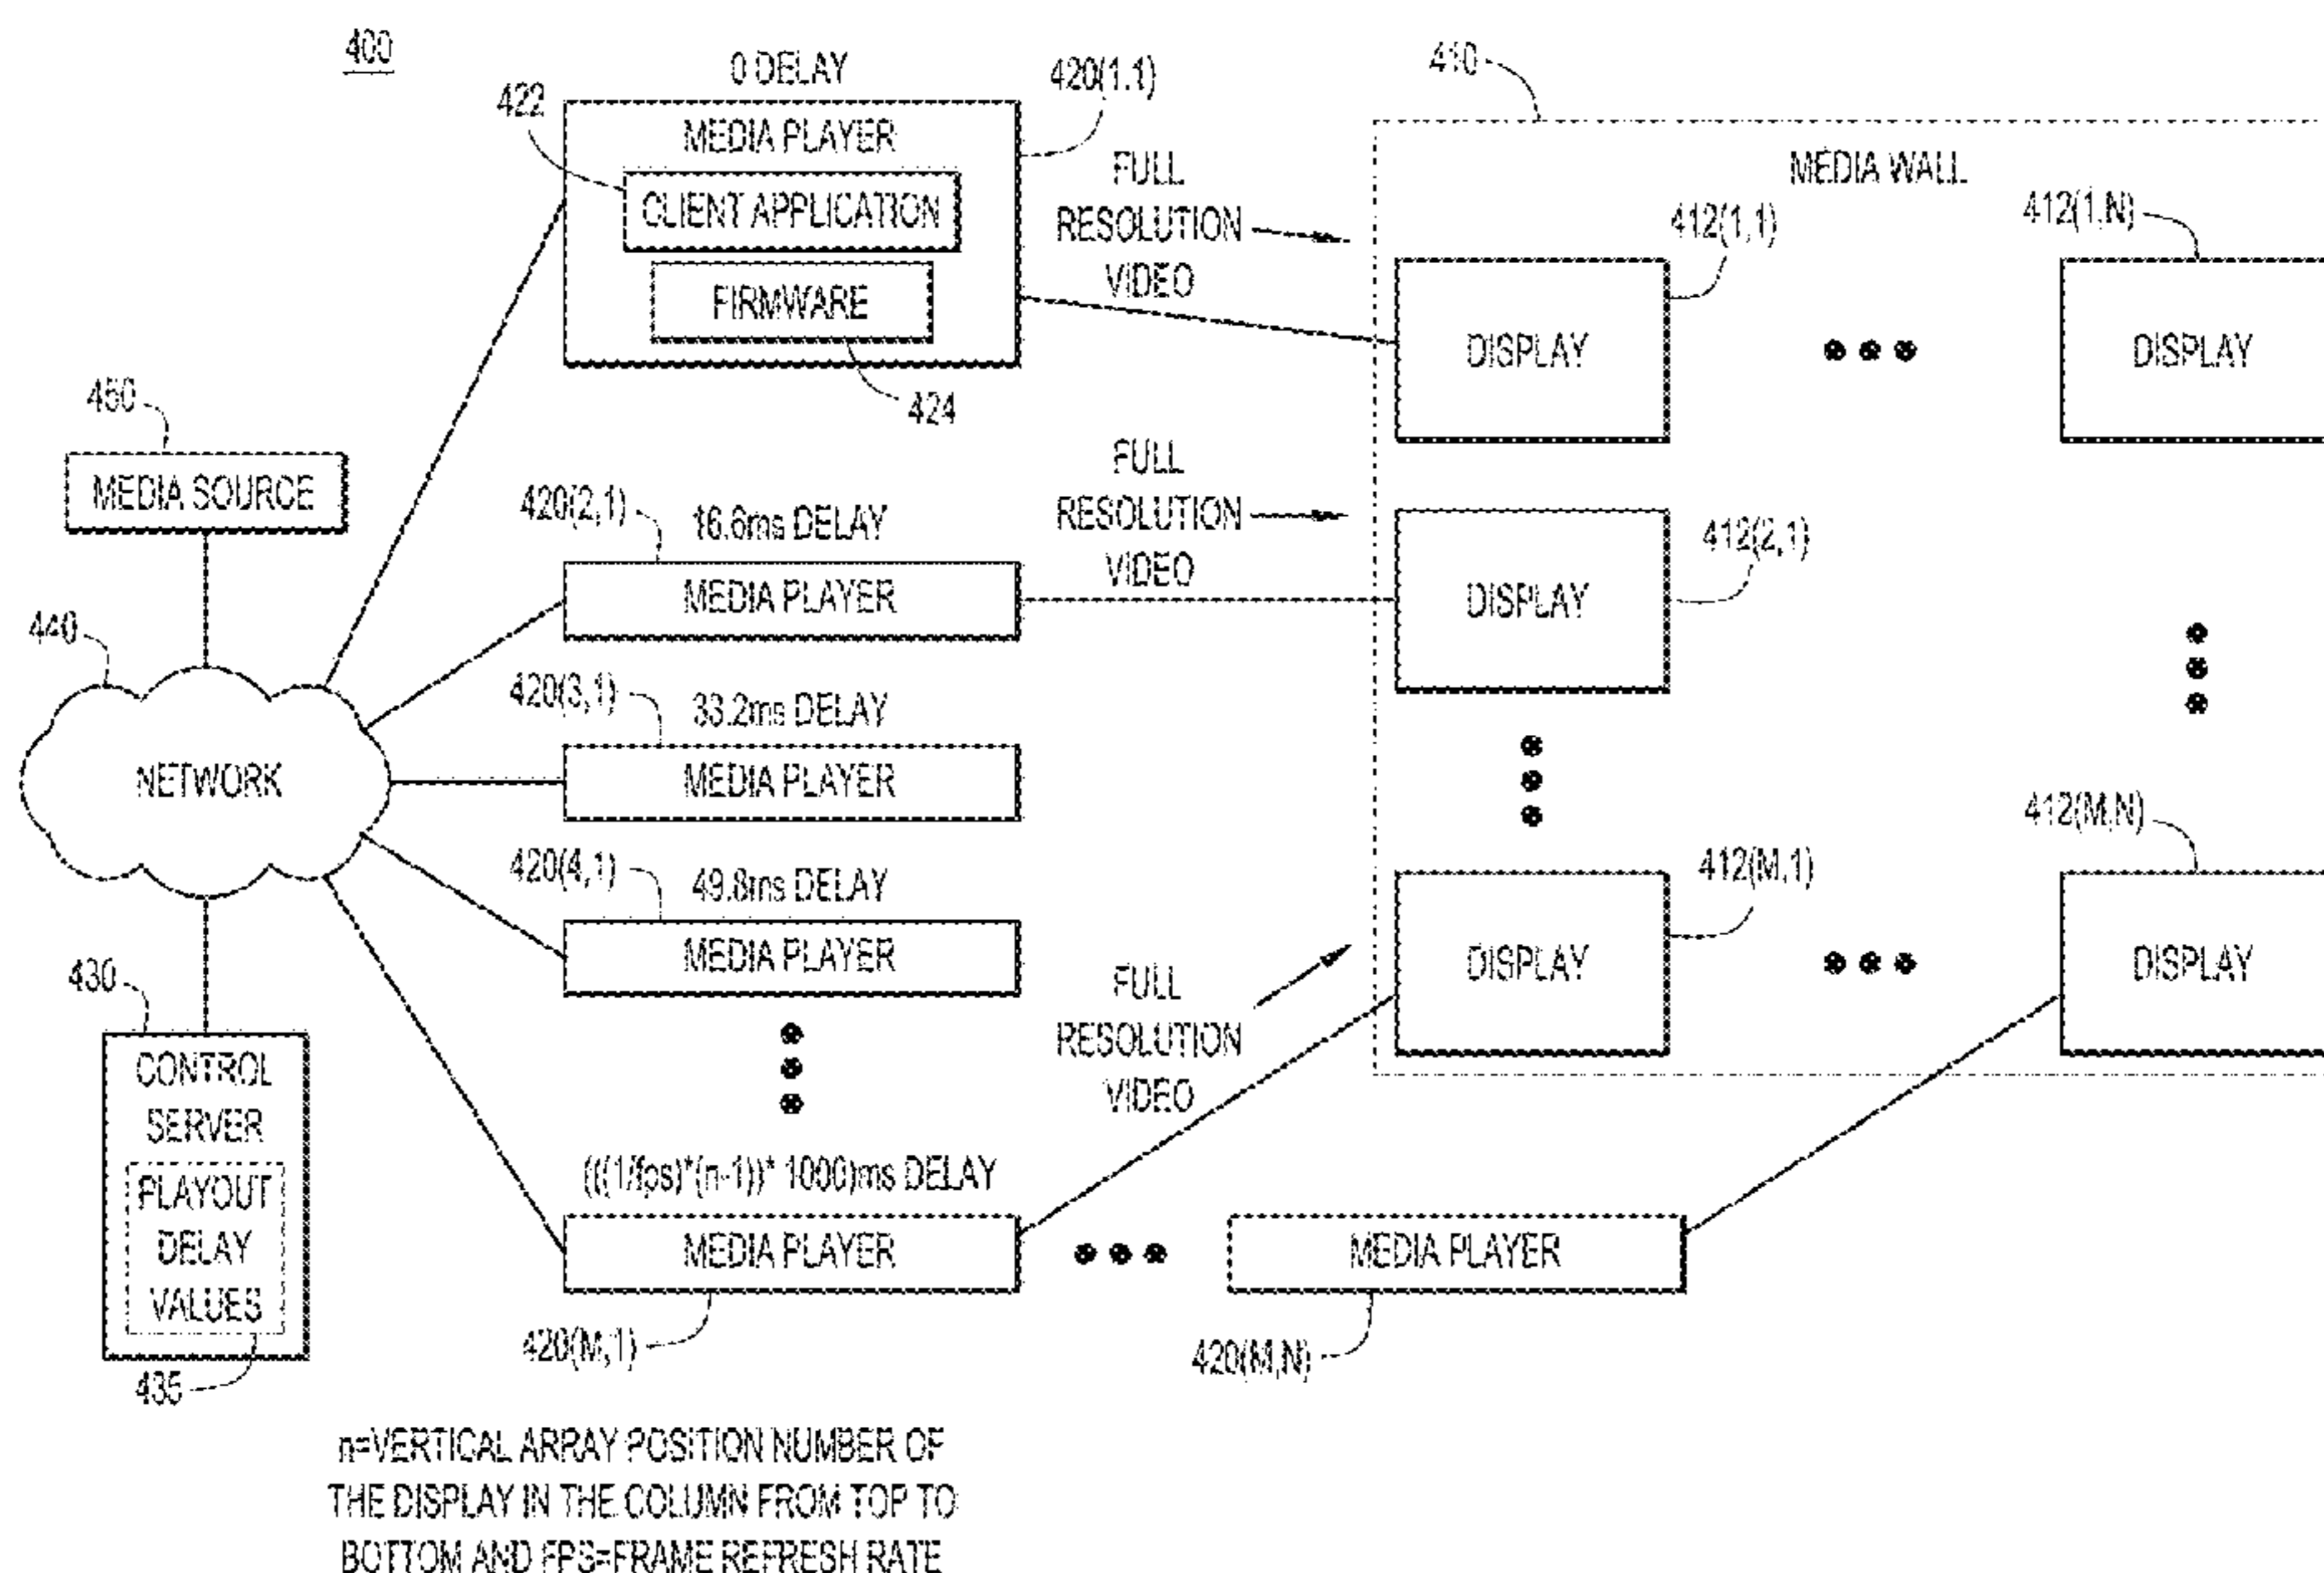 400
0 DELAY
420(1,1)
410
422
MEDIA PLAYER
CLIENT APPLICATION
FIRMWARE
424
FULL
RESOLUTION
VIDEO
MEDIA WALL
412(1,1)
412(1,N)
DISPLAY
DISPLAY
450
MEDIA SOURCE
420(2,1)
16.6ms DELAY
MEDIA PLAYER
FULL
RESOLUTION
VIDEO
412(2,1)
DISPLAY
440
NETWORK
420(3,1)
33.2ms DELAY
MEDIA PLAYER
420(4,1)
49.8ms DELAY
MEDIA PLAYER
412(M,1)
412(M,N)
DISPLAY
DISPLAY
FULL
RESOLUTION
VIDEO
430
CONTROL
SERVER
PLAYOUT
DELAY
VALUES
435
(((1/fps)*(n-1))* 1000)ms DELAY
MEDIA PLAYER
MEDIA PLAYER
420(M,1)
420(M,N)
n=VERTICAL ARRAY POSITION NUMBER OF
THE DISPLAY IN THE COLUMN FROM TOP TO
BOTTOM AND FPS=FRAME REFRESH RATE